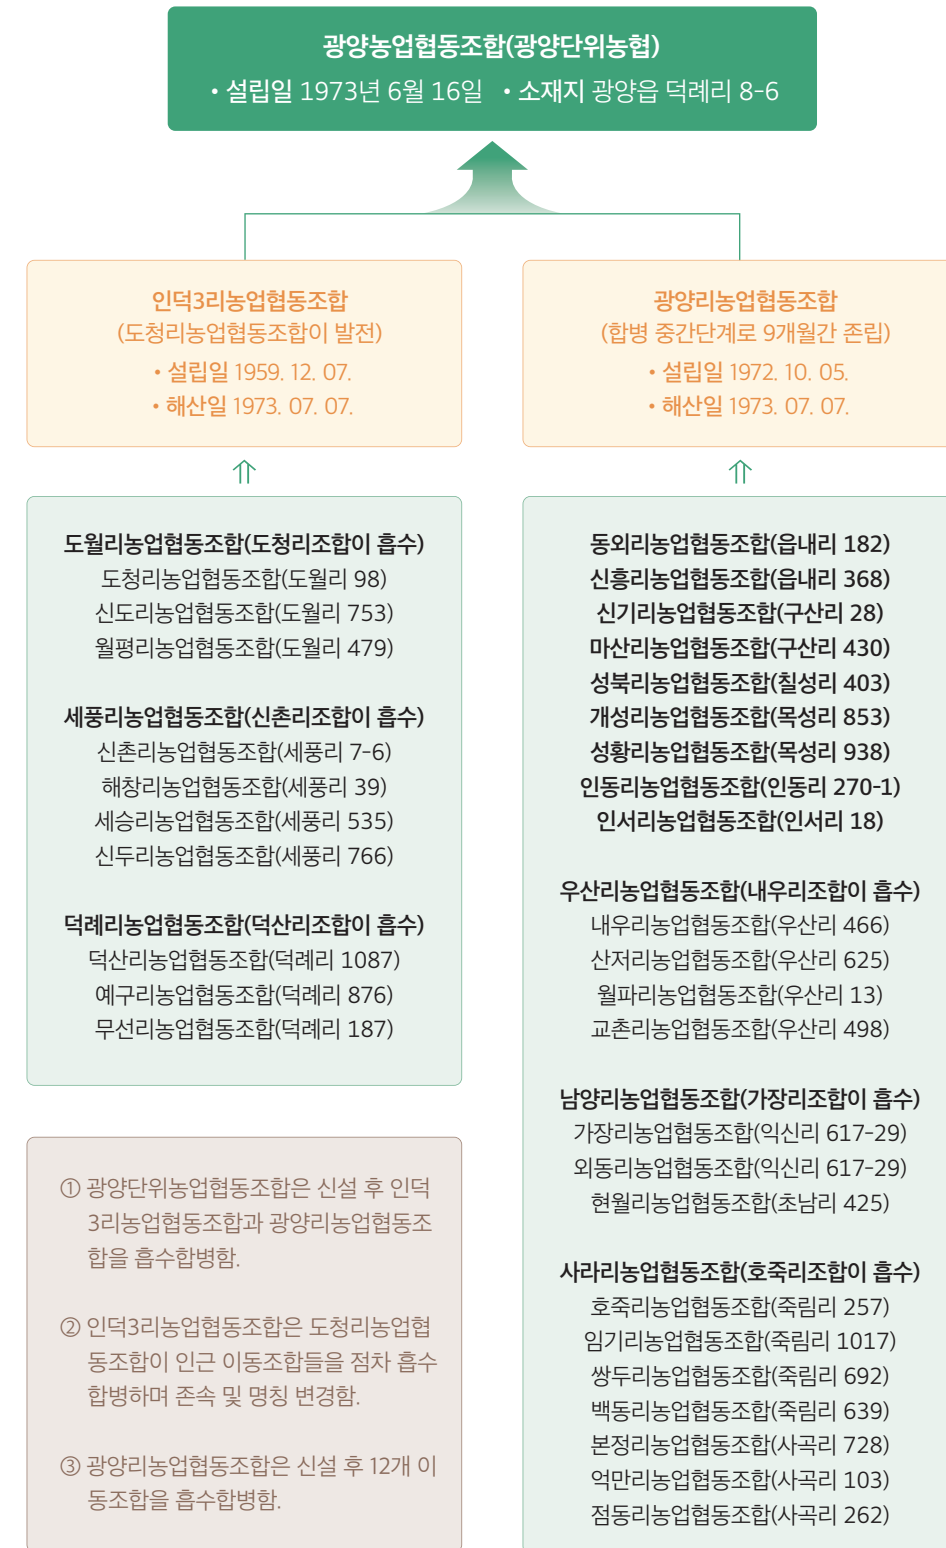 광양농업협동조합(광양단위농협)
• 설립일 1973년 6월 16일 • 소재지 광양읍 덕례리 8-6
인덕3리농업협동조합
(도청리농업협동조합이 발전)
• 설립일 1959. 12. 07.
• 해산일 1973. 07. 07.
광양리농업협동조합
(합병 중간단계로 9개월간 존립)
• 설립일 1972. 10. 05.
• 해산일 1973. 07. 07.
도월리농업협동조합(도청리조합이 흡수)
도청리농업협동조합(도월리 98)
신도리농업협동조합(도월리 753)
월평리농업협동조합(도월리 479)
세풍리농업협동조합(신촌리조합이 흡수)
신촌리농업협동조합(세풍리 7-6)
해창리농업협동조합(세풍리 39)
세승리농업협동조합(세풍리 535)
신두리농업협동조합(세풍리 766)
덕례리농업협동조합(덕산리조합이 흡수)
덕산리농업협동조합(덕례리 1087)
예구리농업협동조합(덕례리 876)
무선리농업협동조합(덕례리 187)
동외리농업협동조합(읍내리 182)
신흥리농업협동조합(읍내리 368)
신기리농업협동조합(구산리 28)
마산리농업협동조합(구산리 430)
성북리농업협동조합(칠성리 403)
개성리농업협동조합(목성리 853)
성황리농업협동조합(목성리 938)
인동리농업협동조합(인동리 270-1)
인서리농업협동조합(인서리 18)
우산리농업협동조합(내우리조합이 흡수)
내우리농업협동조합(우산리 466)
산저리농업협동조합(우산리 625)
월파리농업협동조합(우산리 13)
교촌리농업협동조합(우산리 498)
남양리농업협동조합(가장리조합이 흡수)
가장리농업협동조합(익신리 617-29)
외동리농업협동조합(익신리 617-29)
현월리농업협동조합(초남리 425)
사라리농업협동조합(호죽리조합이 흡수)
호죽리농업협동조합(죽림리 257)
임기리농업협동조합(죽림리 1017)
쌍두리농업협동조합(죽림리 692)
백동리농업협동조합(죽림리 639)
본정리농업협동조합(사곡리 728)
억만리농업협동조합(사곡리 103)
점동리농업협동조합(사곡리 262)
① 광양단위농업협동조합은 신설 후 인덕
3리농업협동조합과 광양리농업협동조
합을 흡수합병함.
② 인덕3리농업협동조합은 도청리농업협
동조합이 인근 이동조합들을 점차 흡수
합병하며 존속 및 명칭 변경함.
③ 광양리농업협동조합은 신설 후 12개 이
동조합을 흡수합병함.